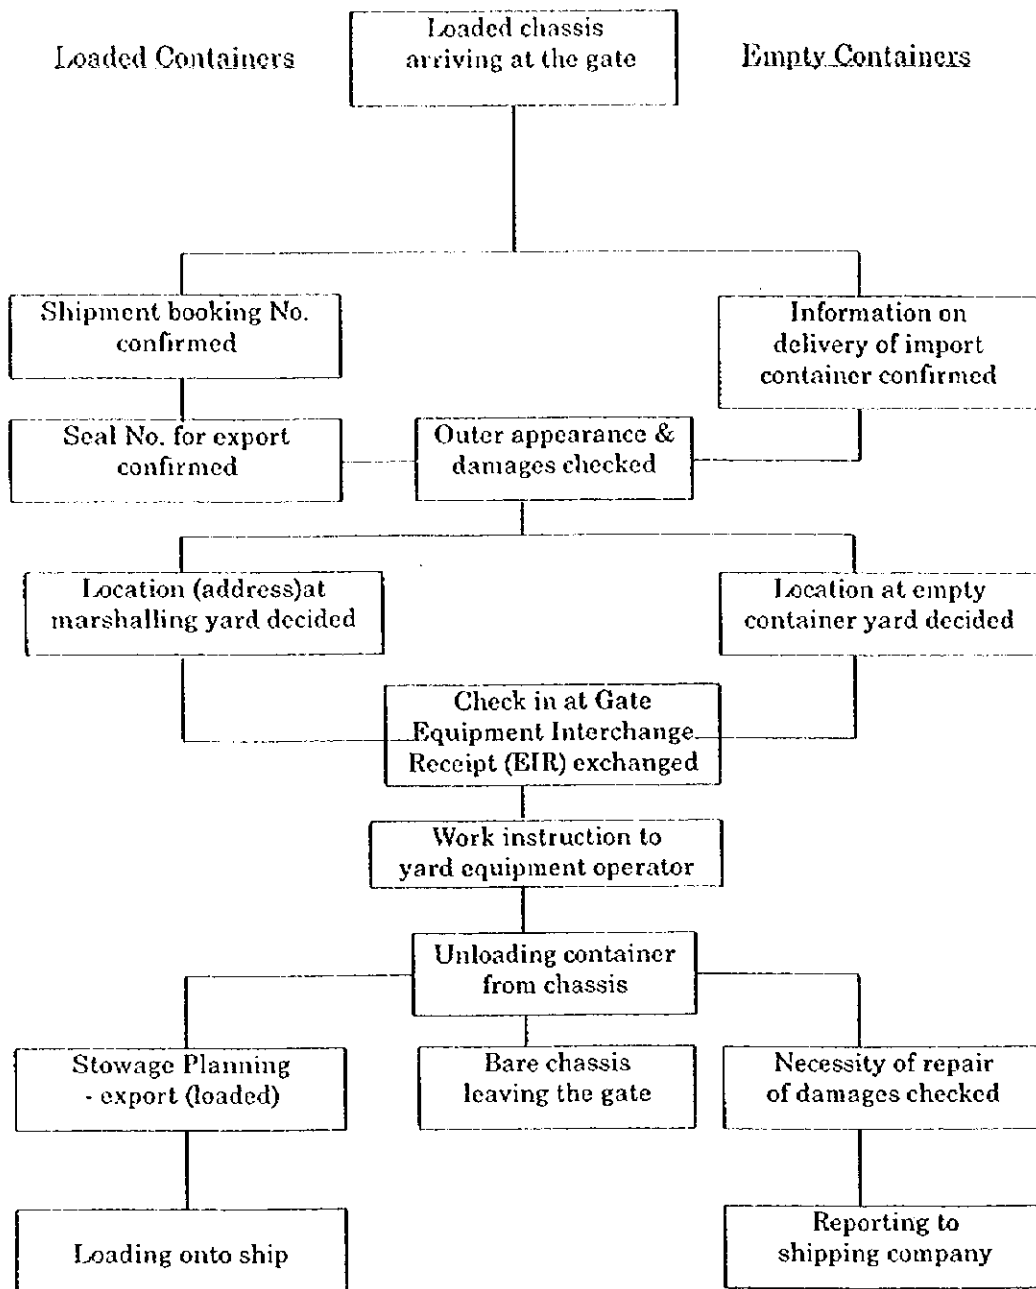 Loaded Containers
Loaded chassis
arriving at the gate
Empty Containers
Shipment booking No.
confirmed
Information on
delivery of import
container confirmed
Seal No. for export
confirmed
Outer appearance &
damages checked
Location (address)at
marshalling yard decided
Location at empty
container yard decided
Check in at Gate
Equipment Interchange
Receipt (EIR) exchanged
Work instruction to
yard equipment operator
Unloading container
from chassis
Stowage Planning
- export (loaded)
Bare chassis
leaving the gate
Necessity of repair
of damages checked
Loading onto ship
Reporting to
shipping company